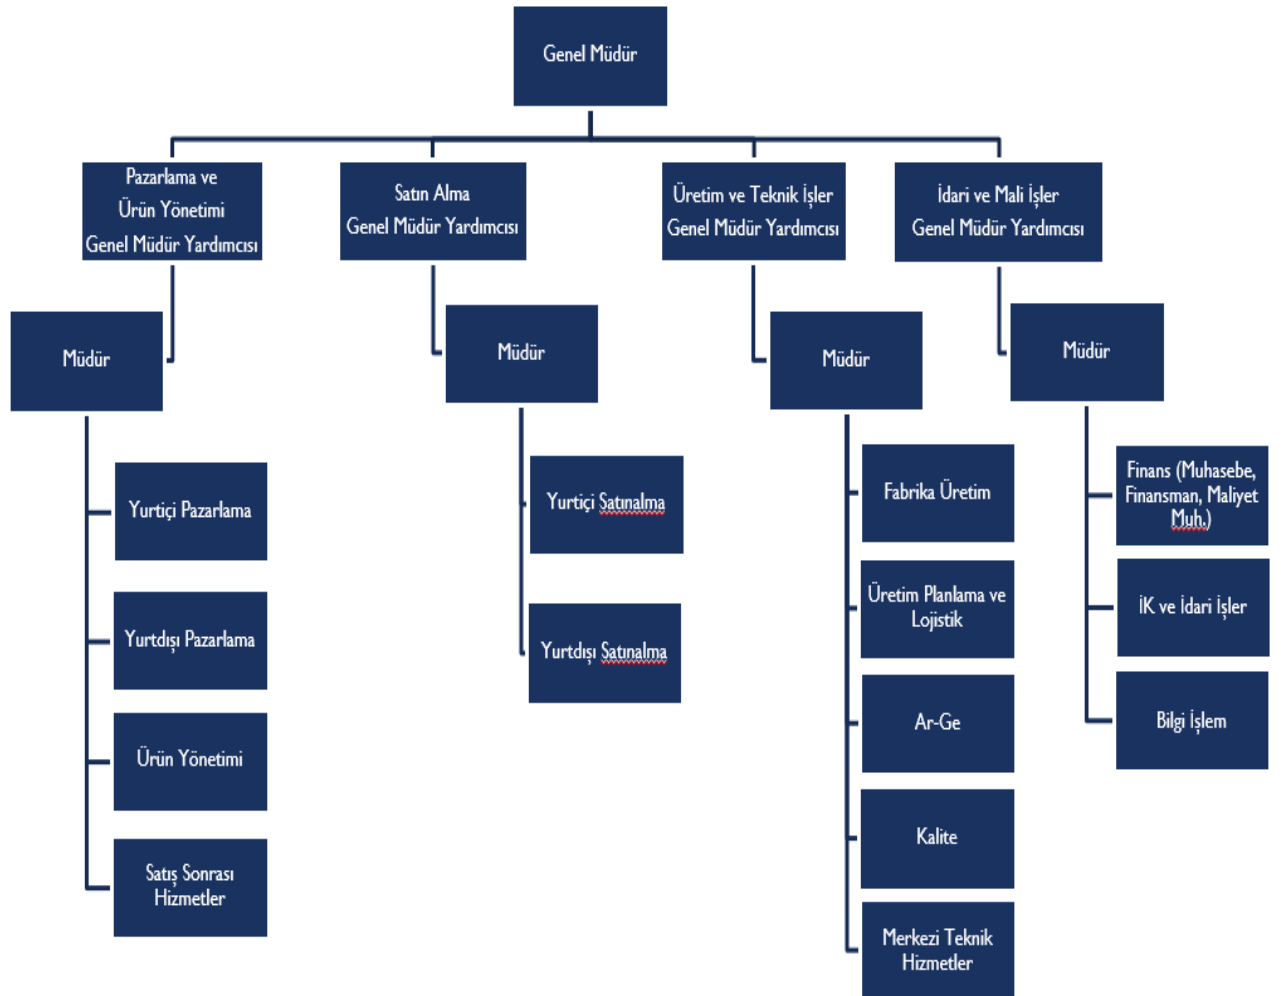 Genel Müdür
Pazarlama ve
Ürün Yönetimi
Genel Müdür Yardımcısı
Satın Alma
Genel Müdür Yardımcısı
Üretim ve Teknik İşler
Genel Müdür Yardımcısı
İdari ve Mali İşler
Genel Müdür Yardımcısı
Müdür
Müdür
Müdür
Müdür
Yurtiçi Pazarlama
Yurtdışı Pazarlama
Ürün Yönetimi
Satış Sonrası
Hizmetler
Yurtiçi Satınalma
Yurtdışı Satınalma
Fabrika Üretim
Üretim Planlama ve
Lojistik
Ar-Ge
Kalite
Merkezi Teknik
Hizmetler
Finans (Muhasebe,
Finansman, Maliyet
Muh.)
İK ve İdari İşler
Bilgi İşlem